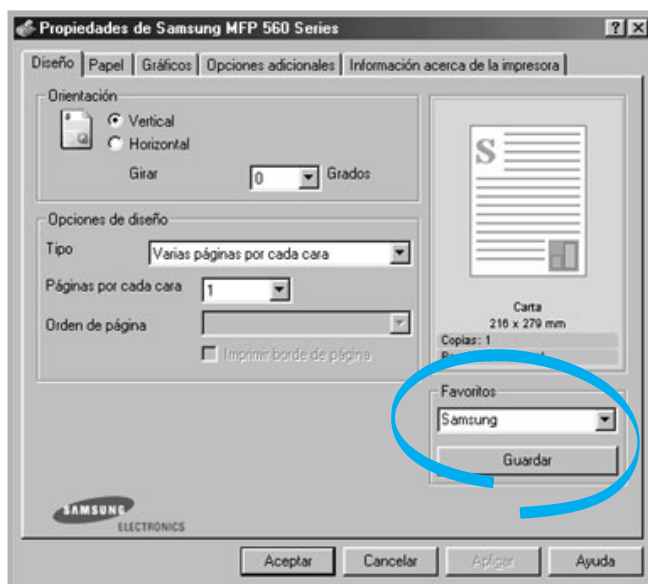 Propiedades de Samsung MFP 560 Series
Diseño Papel Gráficos Opciones adicionales Información acerca de la impresora
Orientación
Vertical
Horizontal
Girar 0 Grados
Opciones de diseño
Tipo Varias páginas por cada cara
Páginas por cada cara 1
Orden de página
Imprimir borde de página
S
Carta
216 x 279 mm
Copias: 1
Favoritos
Samsung
Guardar
SAMSUNG
ELECTRONICS
Aceptar Cancelar Aplicar Ayuda